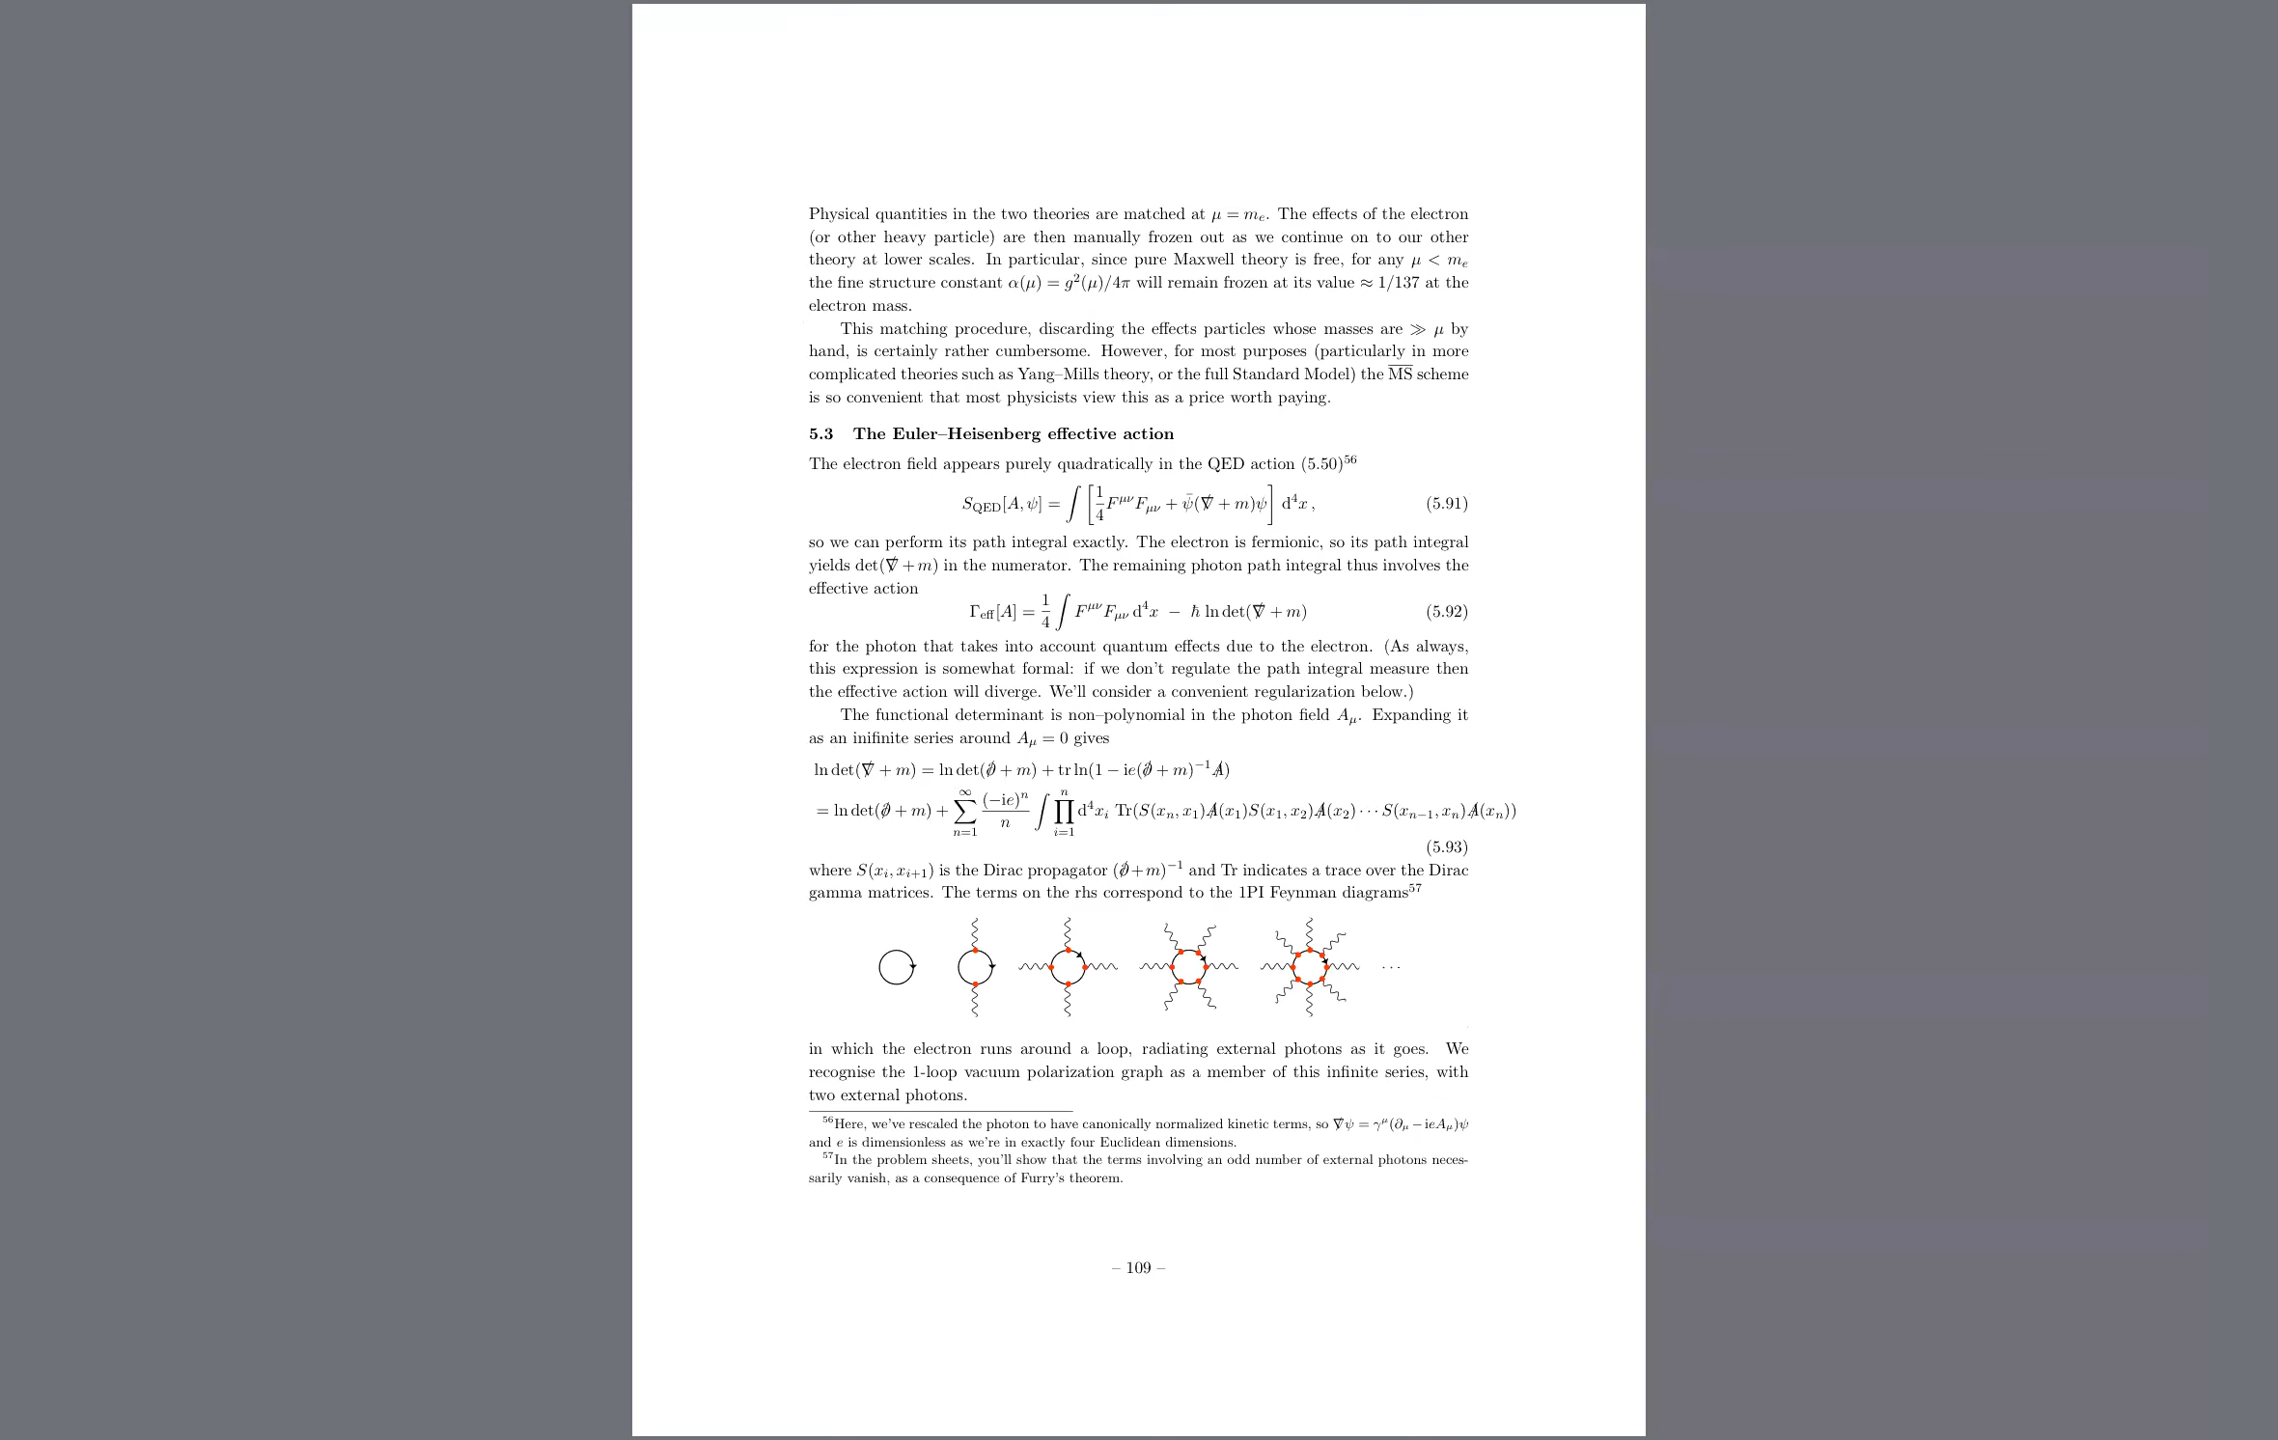 Physical quantities in the two theories are matched at μ = mₑ. The effects of the electron
(or other heavy particle) are then manually frozen out as we continue on to our other
theory at lower scales. In particular, since pure Maxwell theory is free, for any μ < mₑ
the fine structure constant α(μ) = g²(μ)/4π will remain frozen at its value ≈ 1/137 at the
electron mass.
This matching procedure, discarding the effects particles whose masses are ≫ μ by
hand, is certainly rather cumbersome. However, for most purposes (particularly in more
complicated theories such as Yang–Mills theory, or the full Standard Model) the \overline{MS} scheme
is so convenient that most physicists view this as a price worth paying.
5.3 The Euler–Heisenberg effective action
The electron field appears purely quadratically in the QED action (5.50)⁵⁶
S_{QED}[A, ψ] = ∫ [ \frac{1}{4} F^{μν}F_{μν} + ψ̄(∇̸ + m)ψ ] d⁴x , (5.91)
so we can perform its path integral exactly. The electron is fermionic, so its path integral
yields det(∇̸ + m) in the numerator. The remaining photon path integral thus involves the
effective action
Γ_{eff}[A] = \frac{1}{4} ∫ F^{μν}F_{μν} d⁴x − ħ ln det(∇̸ + m) (5.92)
for the photon that takes into account quantum effects due to the electron. (As always,
this expression is somewhat formal: if we don't regulate the path integral measure then
the effective action will diverge. We'll consider a convenient regularization below.)
The functional determinant is non–polynomial in the photon field A_μ. Expanding it
as an inifinite series around A_μ = 0 gives
ln det(∇̸ + m) = ln det(∂̸ + m) + tr ln(1 − ie(∂̸ + m)⁻¹A̸)
= ln det(∂̸ + m) + \sum_{n=1}^{∞} \frac{(−ie)^n}{n} ∫ \prod_{i=1}^{n} d⁴x_i Tr(S(x_n, x_1)A̸(x_1)S(x_1, x_2)A̸(x_2) ··· S(x_{n−1}, x_n)A̸(x_n))
(5.93)
where S(x_i, x_{i+1}) is the Dirac propagator (∂̸+m)⁻¹ and Tr indicates a trace over the Dirac
gamma matrices. The terms on the rhs correspond to the 1PI Feynman diagrams⁵⁷
···
in which the electron runs around a loop, radiating external photons as it goes. We
recognise the 1-loop vacuum polarization graph as a member of this infinite series, with
two external photons.
⁵⁶Here, we've rescaled the photon to have canonically normalized kinetic terms, so ∇̸ψ = γ^μ(∂_μ − ieA_μ)ψ
and e is dimensionless as we're in exactly four Euclidean dimensions.
⁵⁷In the problem sheets, you'll show that the terms involving an odd number of external photons neces-
sarily vanish, as a consequence of Furry's theorem.
– 109 –